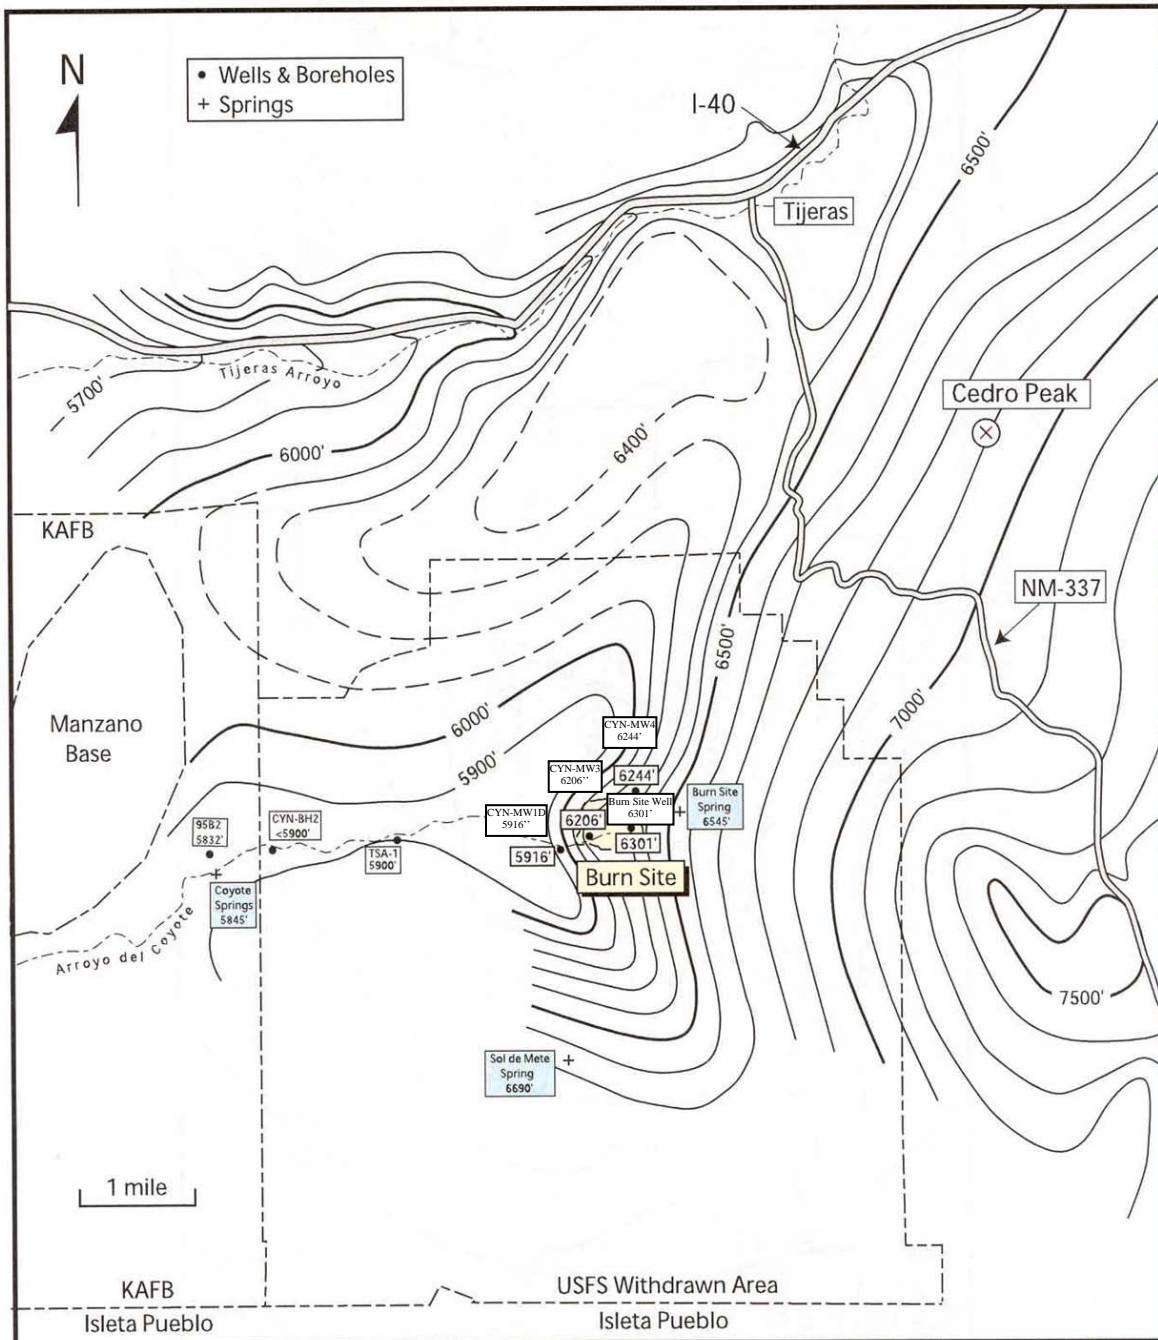 N
• Wells & Boreholes
+ Springs
I-40
6500'
Tijeras
Tijeras Arroyo
5700'
Cedro Peak
6400'
6000'
KAFB
NM-337
6500'
7000'
Manzano
Base
6000'
5900'
CYN-MW4
6244'
CYN-MW3
6206''
6244'
Burn Site Well
6301'
Burn Site
Spring
6545'
CYN-MW1D
5916''
6206'
6301'
5916'
95B2
5832'
CYN-BH2
<5900'
TSA-1
5900'
Burn Site
Coyote
Springs
5845'
Arroyo del Coyote
7500'
Sol de Mete
Spring
6690'
1 mile
KAFB
USFS Withdrawn Area
Isleta Pueblo
Isleta Pueblo